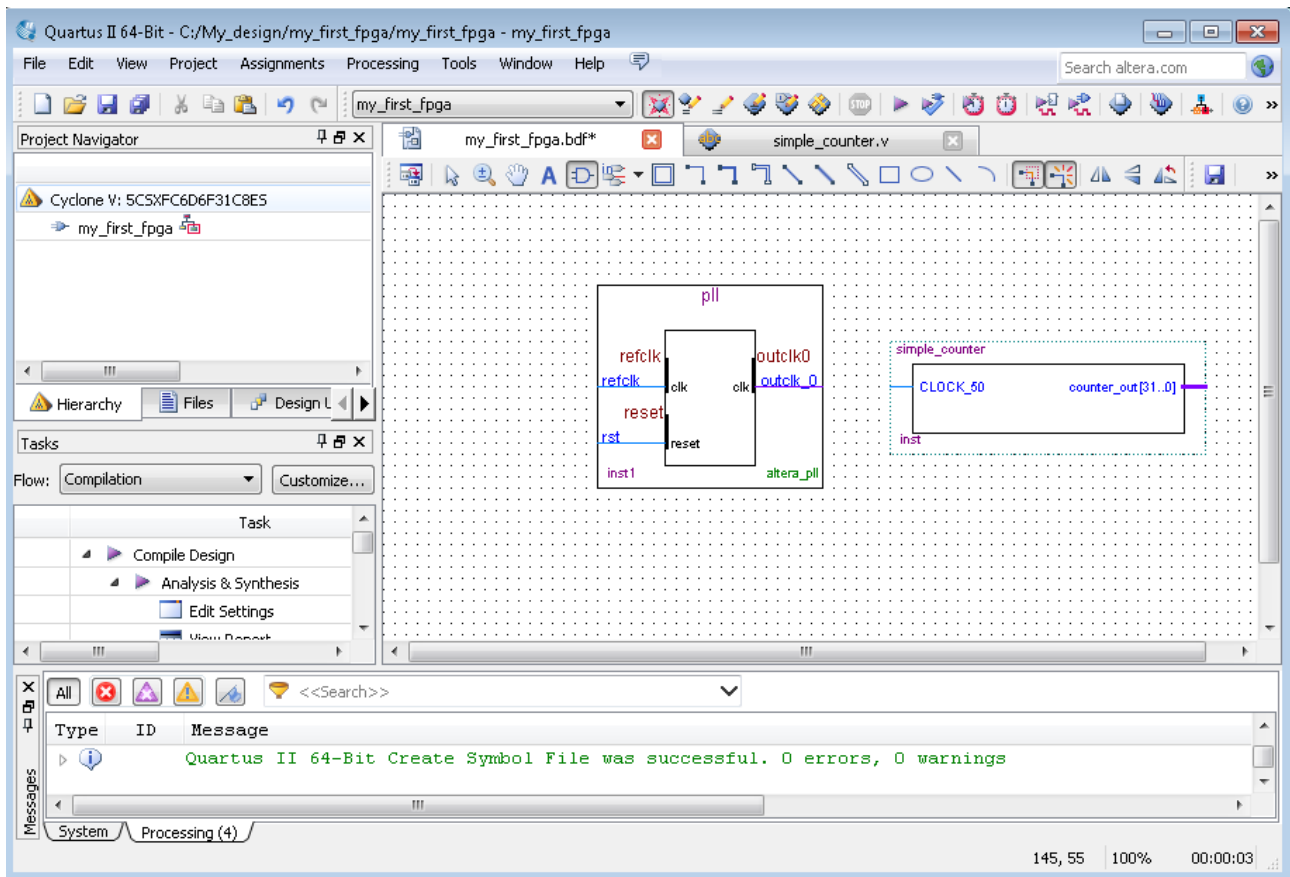 Quartus II 64-Bit - C:/My_design/my_first_fpga/my_first_fpga - my_first_fpga
File Edit View Project Assignments Processing Tools Window Help
Search altera.com
my_first_fpga
STOP
Project Navigator
my_first_fpga.bdf*
simple_counter.v
A
Cyclone V: 5CSXFC6D6F31C8ES
my_first_fpga
pll
refclk
outclk0
refclk
clk
clk
outclk_0
reset
rst
reset
inst1
altera_pll
simple_counter
CLOCK_50
counter_out[31..0]
inst
Hierarchy
Files
Design U
Tasks
Flow:
Compilation
Customize...
Task
Compile Design
Analysis & Synthesis
Edit Settings
View Report
All
<<Search>>
Type ID Message
Quartus II 64-Bit Create Symbol File was successful. 0 errors, 0 warnings
Messages
System
Processing (4)
145, 55
100%
00:00:03